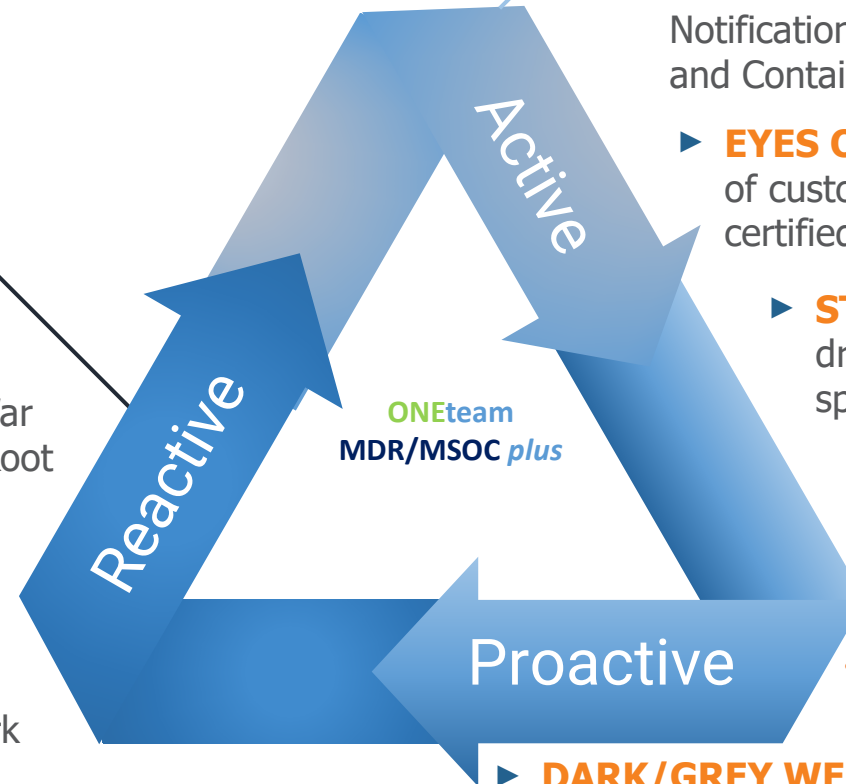 Notification
and Contai
Active
EYES O
of custo
certified
ST
dr
sp
ar
oot
ONEteam
MDR/MSOC plus
Reactive
Proactive
k
DARK/GREY WE